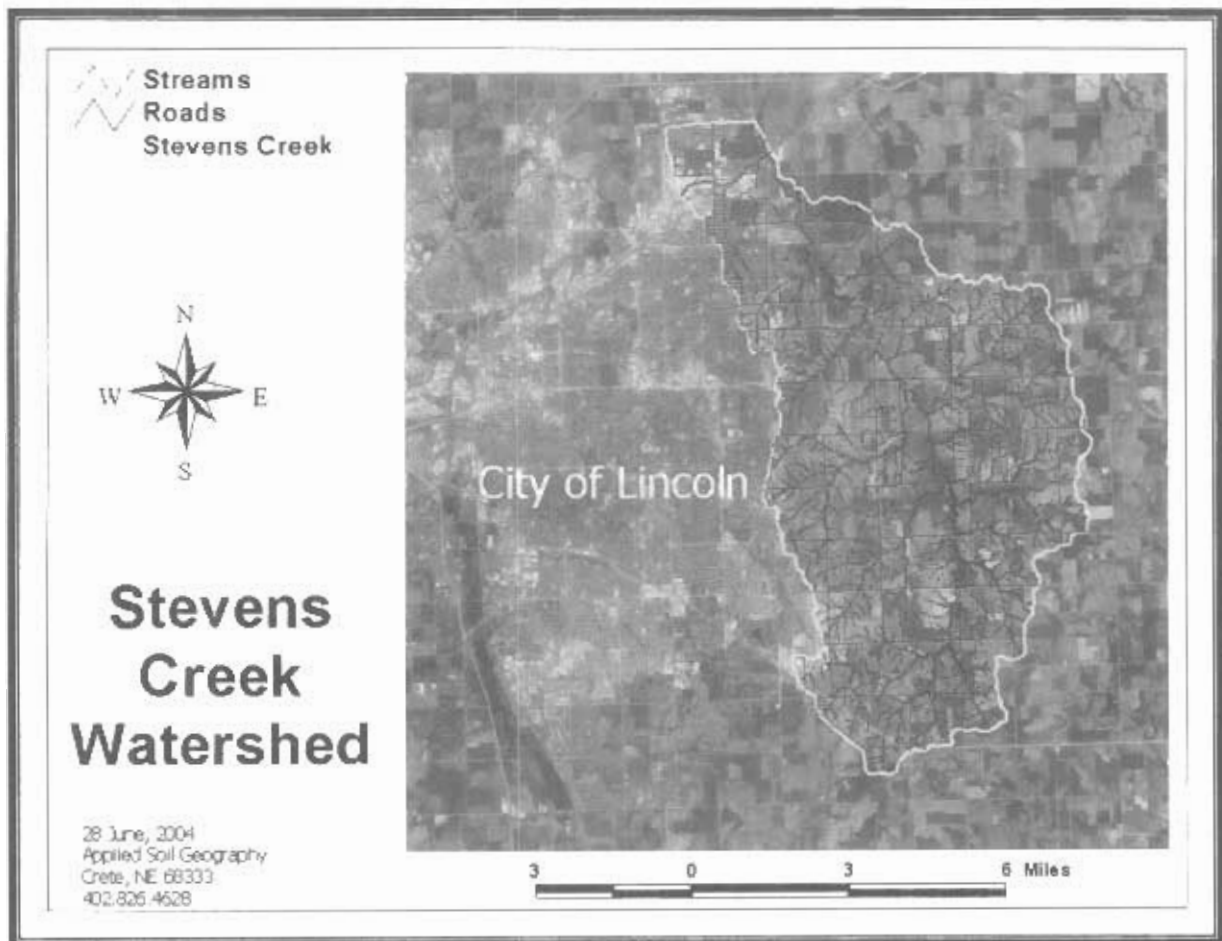 Streams
Roads
Stevens Creek
N
W E
S
City of Lincoln
Stevens
Creek
Watershed
28 June, 2004
Applied Soil Geography
Crete, NE 68333
402.826.4628
3 0 3 6 Miles